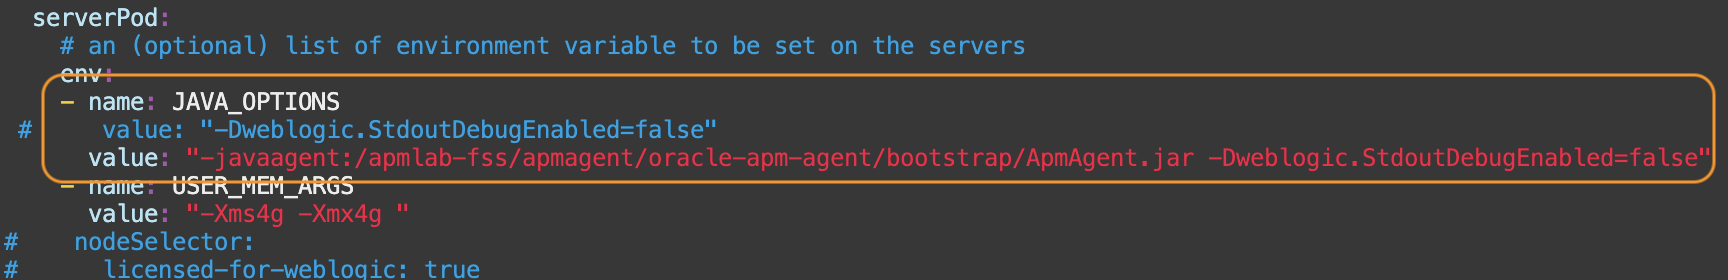 serverPod:
# an (optional) list of environment variable to be set on the servers
env:
- name: JAVA_OPTIONS
#     value: "-Dweblogic.StdoutDebugEnabled=false"
value: "-javaagent:/apmlab-fss/apmagent/oracle-apm-agent/bootstrap/ApmAgent.jar -Dweblogic.StdoutDebugEnabled=false"
- name: USER_MEM_ARGS
value: "-Xms4g -Xmx4g "
#    nodeSelector:
#      licensed-for-weblogic: true